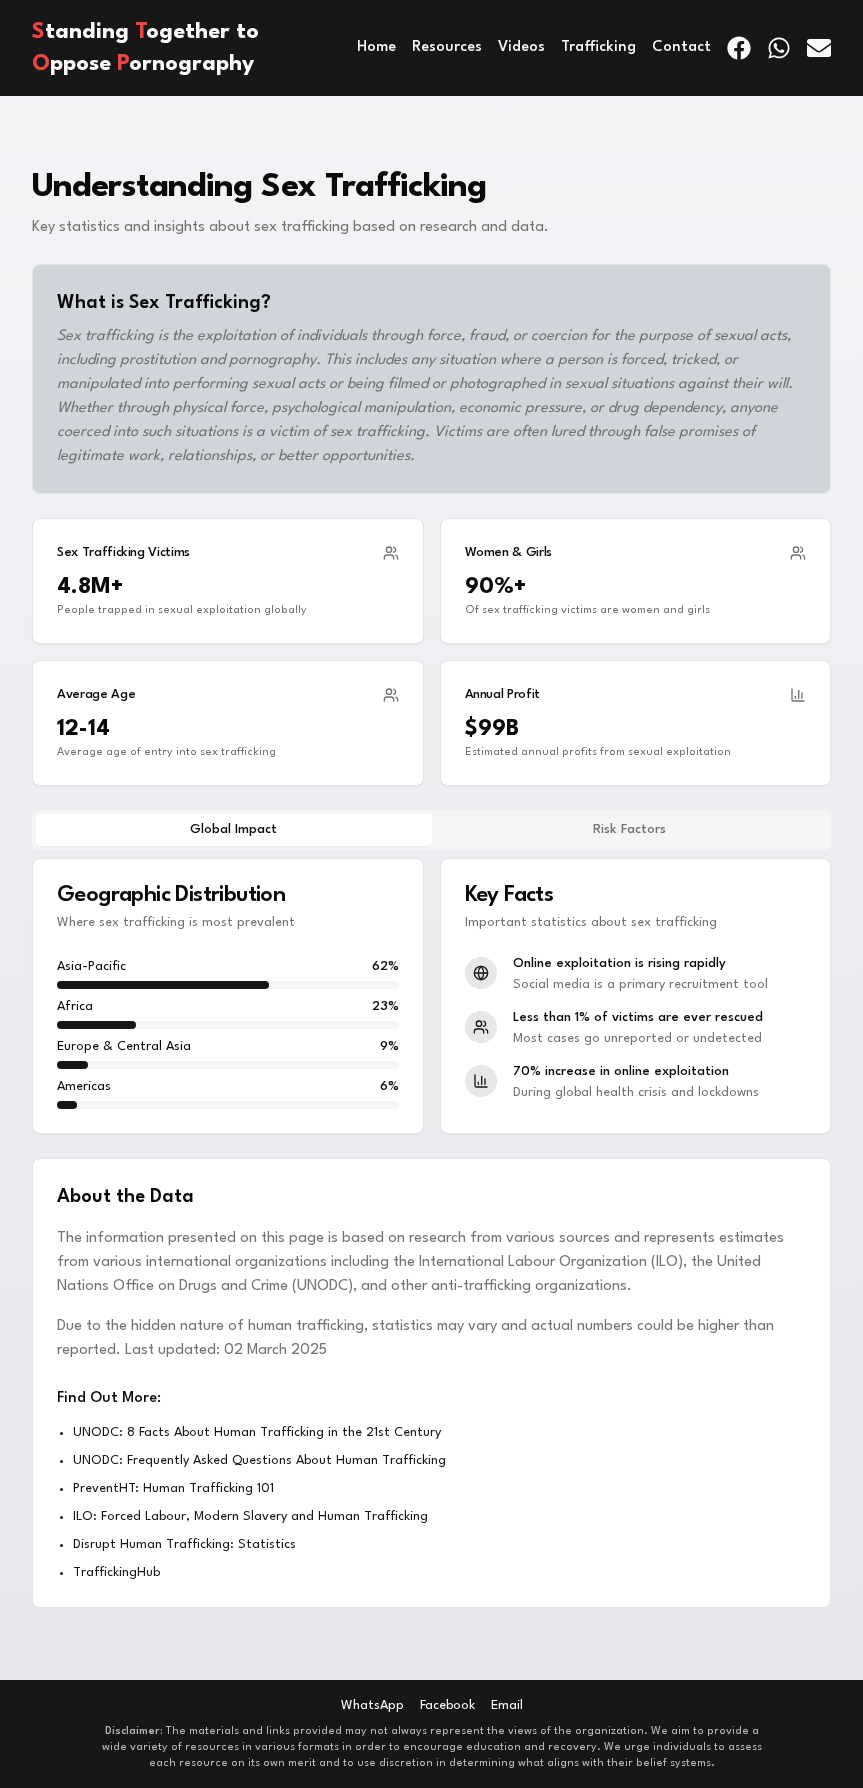 Standing Together to
Oppose Pornography
Home Resources Videos Trafficking Contact
Understanding Sex Trafficking
Key statistics and insights about sex trafficking based on research and data.
What is Sex Trafficking?
Sex trafficking is the exploitation of individuals through force, fraud, or coercion for the purpose of sexual acts,
including prostitution and pornography. This includes any situation where a person is forced, tricked, or
manipulated into performing sexual acts or being filmed or photographed in sexual situations against their will.
Whether through physical force, psychological manipulation, economic pressure, or drug dependency, anyone
coerced into such situations is a victim of sex trafficking. Victims are often lured through false promises of
legitimate work, relationships, or better opportunities.
Sex Trafficking Victims
4.8M+
People trapped in sexual exploitation globally
Women & Girls
90%+
Of sex trafficking victims are women and girls
Average Age
12-14
Average age of entry into sex trafficking
Annual Profit
$99B
Estimated annual profits from sexual exploitation
Global Impact
Risk Factors
Geographic Distribution
Where sex trafficking is most prevalent
Asia-Pacific 62%
Africa 23%
Europe & Central Asia 9%
Americas 6%
Key Facts
Important statistics about sex trafficking
Online exploitation is rising rapidly
Social media is a primary recruitment tool
Less than 1% of victims are ever rescued
Most cases go unreported or undetected
70% increase in online exploitation
During global health crisis and lockdowns
About the Data
The information presented on this page is based on research from various sources and represents estimates
from various international organizations including the International Labour Organization (ILO), the United
Nations Office on Drugs and Crime (UNODC), and other anti-trafficking organizations.
Due to the hidden nature of human trafficking, statistics may vary and actual numbers could be higher than
reported. Last updated: 02 March 2025
Find Out More:
• UNODC: 8 Facts About Human Trafficking in the 21st Century
• UNODC: Frequently Asked Questions About Human Trafficking
• PreventHT: Human Trafficking 101
• ILO: Forced Labour, Modern Slavery and Human Trafficking
• Disrupt Human Trafficking: Statistics
• TraffickingHub
WhatsApp Facebook Email
Disclaimer: The materials and links provided may not always represent the views of the organization. We aim to provide a
wide variety of resources in various formats in order to encourage education and recovery. We urge individuals to assess
each resource on its own merit and to use discretion in determining what aligns with their belief systems.